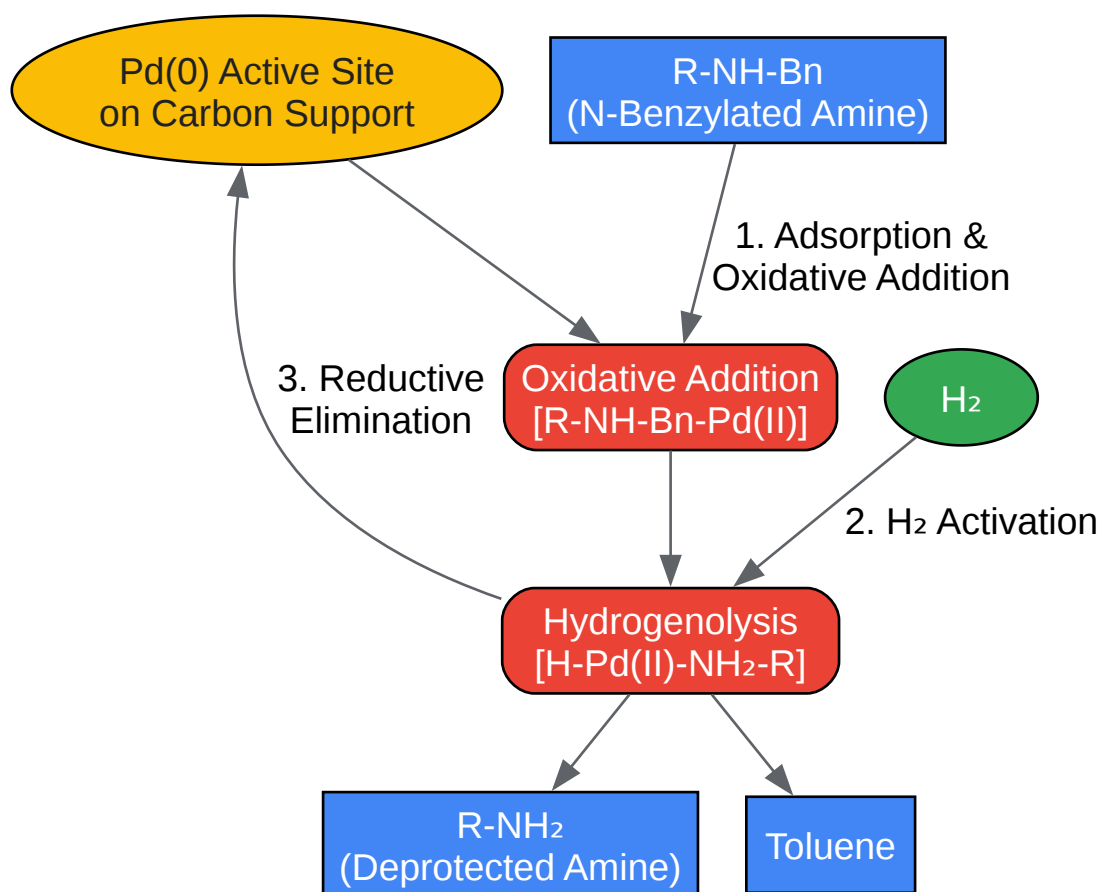 Pd(0) Active Site
on Carbon Support
R-NH-Bn
(N-Benzylated Amine)
1. Adsorption &
Oxidative Addition
Oxidative Addition
[R-NH-Bn-Pd(II)]
H₂
3. Reductive
Elimination
2. H₂ Activation
Hydrogenolysis
[H-Pd(II)-NH₂-R]
R-NH₂
(Deprotected Amine)
Toluene